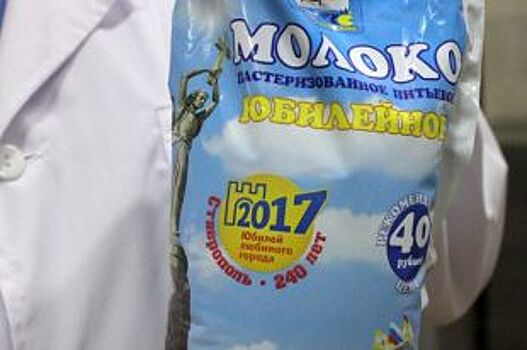 МОЛОКО
ПАСТЕРИЗОВАННОЕ ПИТЬЕВОЕ
ЮБИЛЕЙНОЕ
2017
Юбилей
любимого
города
Ставрополь · 240 лет
40
рублей